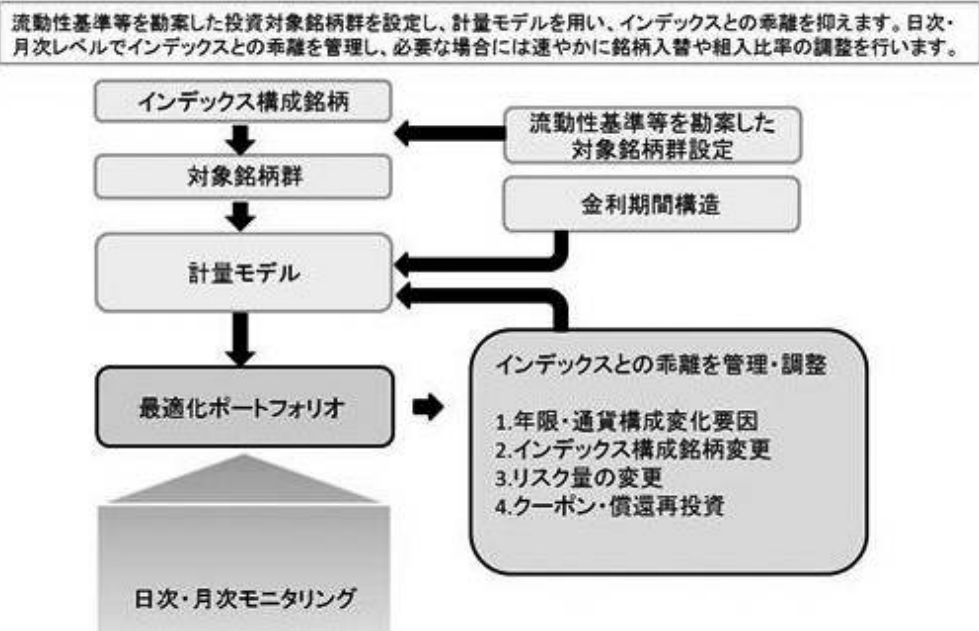 流動性基準等を勘案した投資対象銘柄群を設定し、計量モデルを用い、インデックスとの乖離を抑えます。日次・
月次レベルでインデックスとの乖離を管理し、必要な場合には速やかに銘柄入替や組入比率の調整を行います。
インデックス構成銘柄
流動性基準等を勘案した
対象銘柄群設定
対象銘柄群
金利期間構造
計量モデル
最適化ポートフォリオ
インデックスとの乖離を管理・調整
1.年限・通貨構成変化要因
2.インデックス構成銘柄変更
3.リスク量の変更
4.クーポン・償還再投資
日次・月次モニタリング